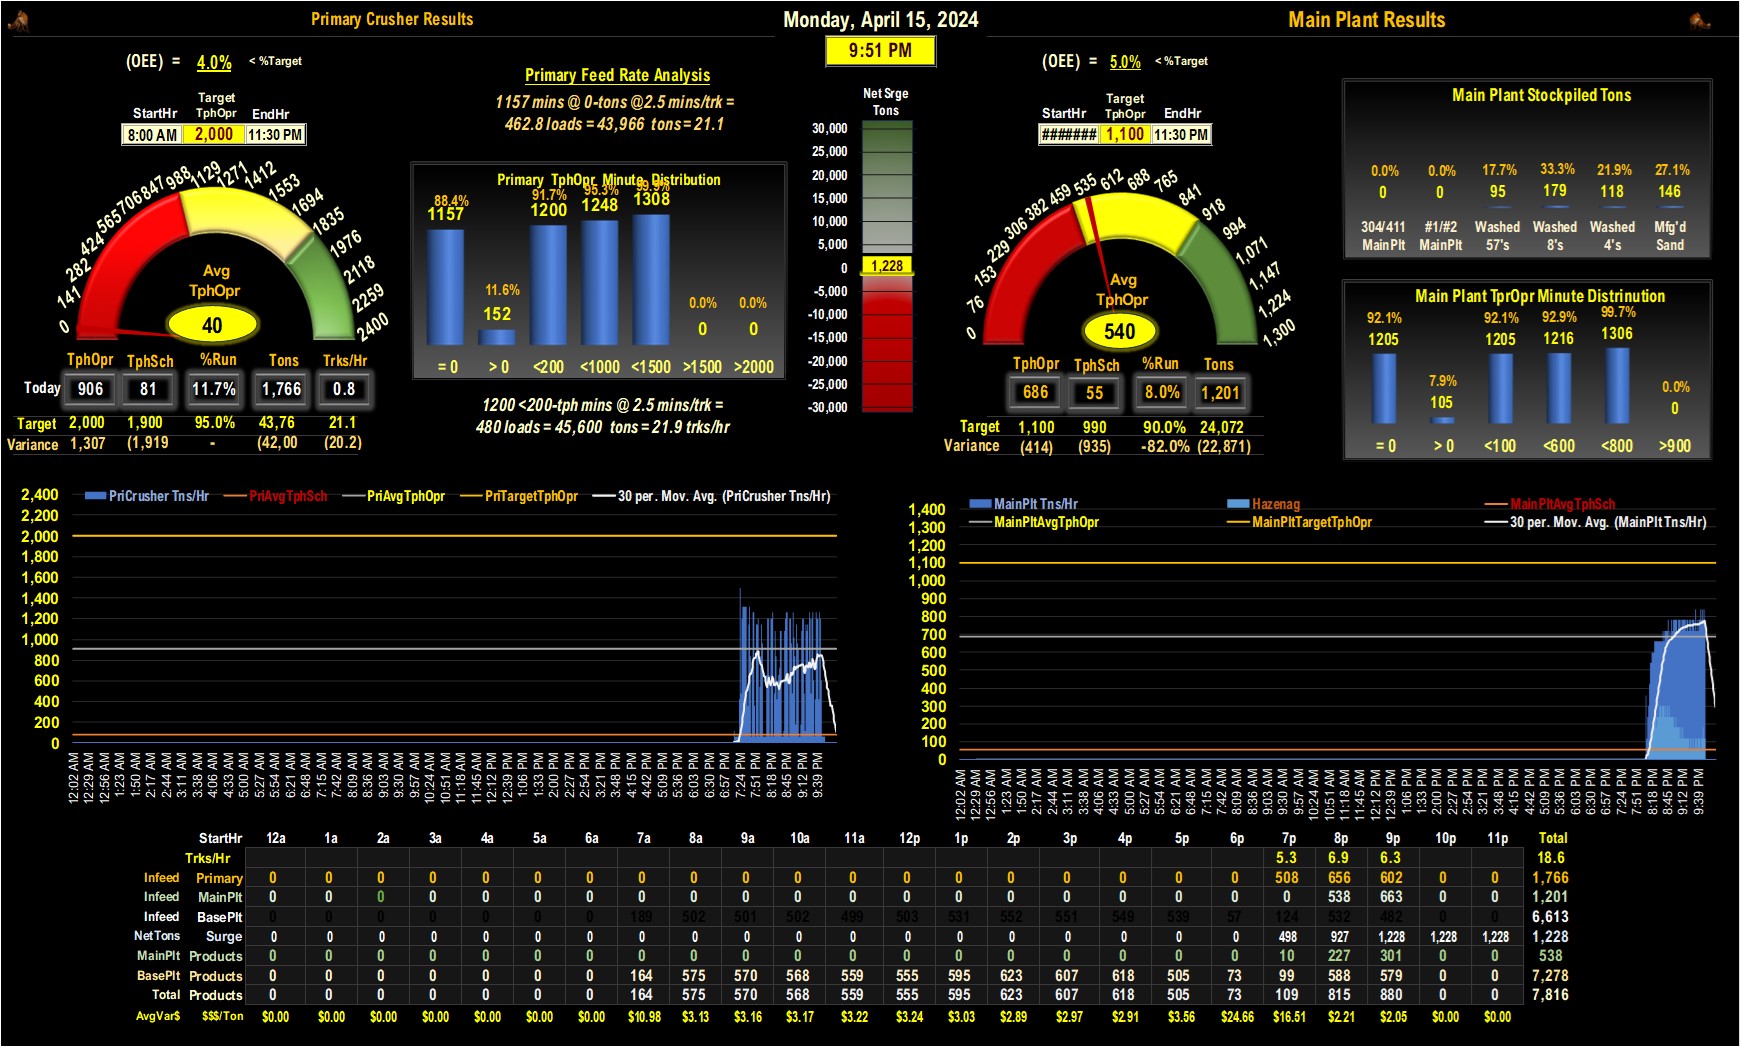 Primary Crusher Results
Monday, April 15, 2024
Main Plant Results
9:51 PM
(OEE) = 4.0% < %Target
StartHr Target TphOpr EndHr
8:00 AM 2,000 11:30 PM
Primary Feed Rate Analysis
1157 mins @ 0-tons @2.5 mins/trk =
462.8 loads = 43,966 tons= 21.1
0 141 282 424 565 706 847 988 1129 1271 1412 1553 1694 1835 1976 2118 2259 2400
Avg
TphOpr
40
TphOpr TphSch %Run Tons Trks/Hr
Today 906 81 11.7% 1,766 0.8
Target 2,000 1,900 95.0% 43,76 21.1
Variance 1,307 (1,919 - (42,00 (20.2)
Primary TphOpr Minute Distribution
88.4% 11.6% 91.7% 95.3% 99.9% 0.0% 0.0%
1157 152 1200 1248 1308 0 0
= 0 > 0 <200 <1000 <1500 >1500 >2000
1200 <200-tph mins @ 2.5 mins/trk =
480 loads = 45,600 tons = 21.9 trks/hr
Net Srge
Tons
30,000
25,000
20,000
15,000
10,000
5,000
0
1,228
-5,000
-10,000
-15,000
-20,000
-25,000
-30,000
(OEE) = 5.0% < %Target
StartHr Target TphOpr EndHr
####### 1,100 11:30 PM
0 76 153 229 306 382 459 535 612 688 765 841 918 994 1,071 1,147 1,224 1,300
Avg
TphOpr
540
TphOpr TphSch %Run Tons
686 55 8.0% 1,201
Target 1,100 990 90.0% 24,072
Variance (414) (935) -82.0% (22,871)
Main Plant Stockpiled Tons
0.0% 0.0% 17.7% 33.3% 21.9% 27.1%
0 0 95 179 118 146
304/411 #1/#2 Washed Washed Washed Mfg'd
MainPlt MainPlt 57's 8's 4's Sand
Main Plant TprOpr Minute Distrinution
92.1% 7.9% 92.1% 92.9% 99.7% 0.0%
1205 105 1205 1216 1306 0
= 0 > 0 <100 <600 <800 >900
PriCrusher Tns/Hr PriAvgTphSch PriAvgTphOpr PriTargetTphOpr 30 per. Mov. Avg. (PriCrusher Tns/Hr)
2,400
2,200
2,000
1,800
1,600
1,400
1,200
1,000
800
600
400
200
0
12:02 AM 12:29 AM 12:56 AM 1:23 AM 1:50 AM 2:17 AM 2:44 AM 3:11 AM 3:38 AM 4:06 AM 4:33 AM 5:00 AM 5:27 AM 5:54 AM 6:21 AM 6:48 AM 7:15 AM 7:42 AM 8:09 AM 8:36 AM 9:03 AM 9:30 AM 9:57 AM 10:24 AM 10:51 AM 11:18 AM 11:45 AM 12:12 PM 12:39 PM 1:06 PM 1:33 PM 2:00 PM 2:27 PM 2:54 PM 3:21 PM 3:48 PM 4:15 PM 4:42 PM 5:09 PM 5:36 PM 6:03 PM 6:30 PM 6:57 PM 7:24 PM 7:51 PM 8:18 PM 8:45 PM 9:12 PM 9:39 PM
MainPlt Tns/Hr Hazenag MainPltAvgTphSch
MainPltAvgTphOpr MainPltTargetTphOpr 30 per. Mov. Avg. (MainPlt Tns/Hr)
1,400
1,300
1,200
1,100
1,000
900
800
700
600
500
400
300
200
100
0
12:02 AM 12:29 AM 12:56 AM 1:23 AM 1:50 AM 2:17 AM 2:44 AM 3:11 AM 3:38 AM 4:06 AM 4:33 AM 5:00 AM 5:27 AM 5:54 AM 6:21 AM 6:48 AM 7:15 AM 7:42 AM 8:09 AM 8:36 AM 9:03 AM 9:30 AM 9:57 AM 10:24 AM 10:51 AM 11:18 AM 11:45 AM 12:12 PM 12:39 PM 1:06 PM 1:33 PM 2:00 PM 2:27 PM 2:54 PM 3:21 PM 3:48 PM 4:15 PM 4:42 PM 5:09 PM 5:36 PM 6:03 PM 6:30 PM 6:57 PM 7:24 PM 7:51 PM 8:18 PM 8:45 PM 9:12 PM 9:39 PM
StartHr 12a 1a 2a 3a 4a 5a 6a 7a 8a 9a 10a 11a 12p 1p 2p 3p 4p 5p 6p 7p 8p 9p 10p 11p Total
Trks/Hr 5.3 6.9 6.3 18.6
Infeed Primary 0 0 0 0 0 0 0 0 0 0 0 0 0 0 0 0 0 0 0 508 656 602 0 0 1,766
Infeed MainPlt 0 0 0 0 0 0 0 0 0 0 0 0 0 0 0 0 0 0 0 0 538 663 0 0 1,201
Infeed BasePlt 0 0 0 0 0 0 0 189 502 501 502 499 503 531 552 551 549 539 57 124 532 482 0 0 6,613
NetTons Surge 0 0 0 0 0 0 0 0 0 0 0 0 0 0 0 0 0 0 0 498 927 1,228 1,228 1,228 1,228
MainPlt Products 0 0 0 0 0 0 0 0 0 0 0 0 0 0 0 0 0 0 0 10 227 301 0 0 538
BasePlt Products 0 0 0 0 0 0 0 164 575 570 568 559 555 595 623 607 618 505 73 99 588 579 0 0 7,278
Total Products 0 0 0 0 0 0 0 164 575 570 568 559 555 595 623 607 618 505 73 109 815 880 0 0 7,816
AvgVar$ $$$/Ton $0.00 $0.00 $0.00 $0.00 $0.00 $0.00 $0.00 $10.98 $3.13 $3.16 $3.17 $3.22 $3.24 $3.03 $2.89 $2.97 $2.91 $3.56 $24.66 $16.51 $2.21 $2.05 $0.00 $0.00